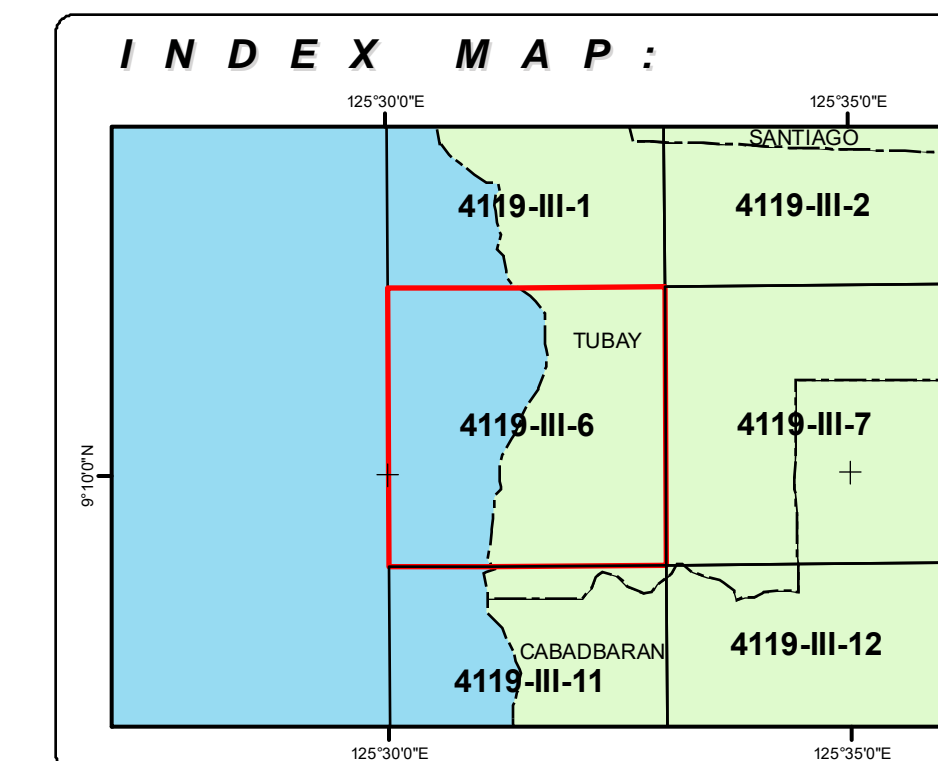 INDEX MAP:
125°30'0"E
125°35'0"E
SANTIAGO
4119-III-1
4119-III-2
TUBAY
4119-III-6
4119-III-7
9°10'0"N
CABADBARAN
4119-III-12
4119-III-11
125°30'0"E
125°35'0"E